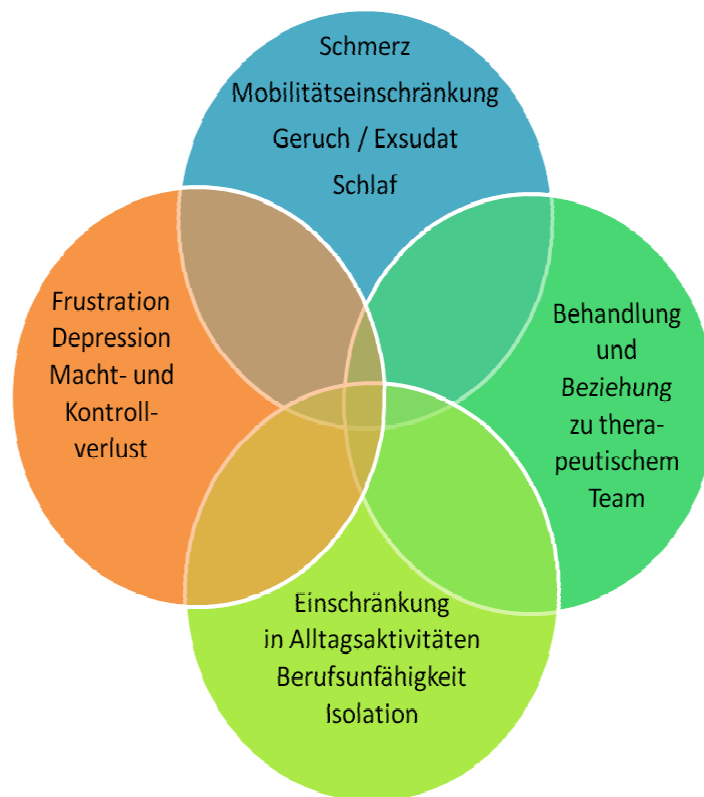 Schmerz
Mobilitätseinschränkung
Geruch / Exsudat
Schlaf
Frustration
Depression
Macht- und
Kontroll-
verlust
Behandlung
und
Beziehung
zu thera-
peutischem
Team
Einschränkung
in Alltagsaktivitäten
Berufsunfähigkeit
Isolation